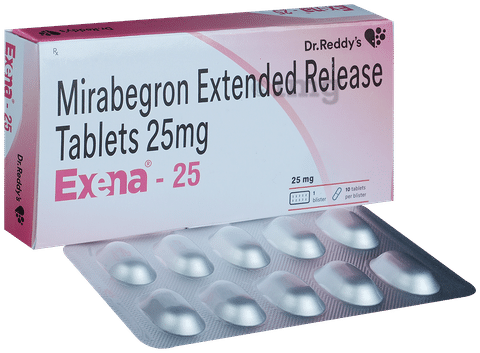 Rx
Dr.Reddy's
Mirabegron Extended Release
Tablets 25mg
Exena® - 25
25 mg
1
blister
10 tablets
per blister
Exena® - 25
Dr.Reddy's